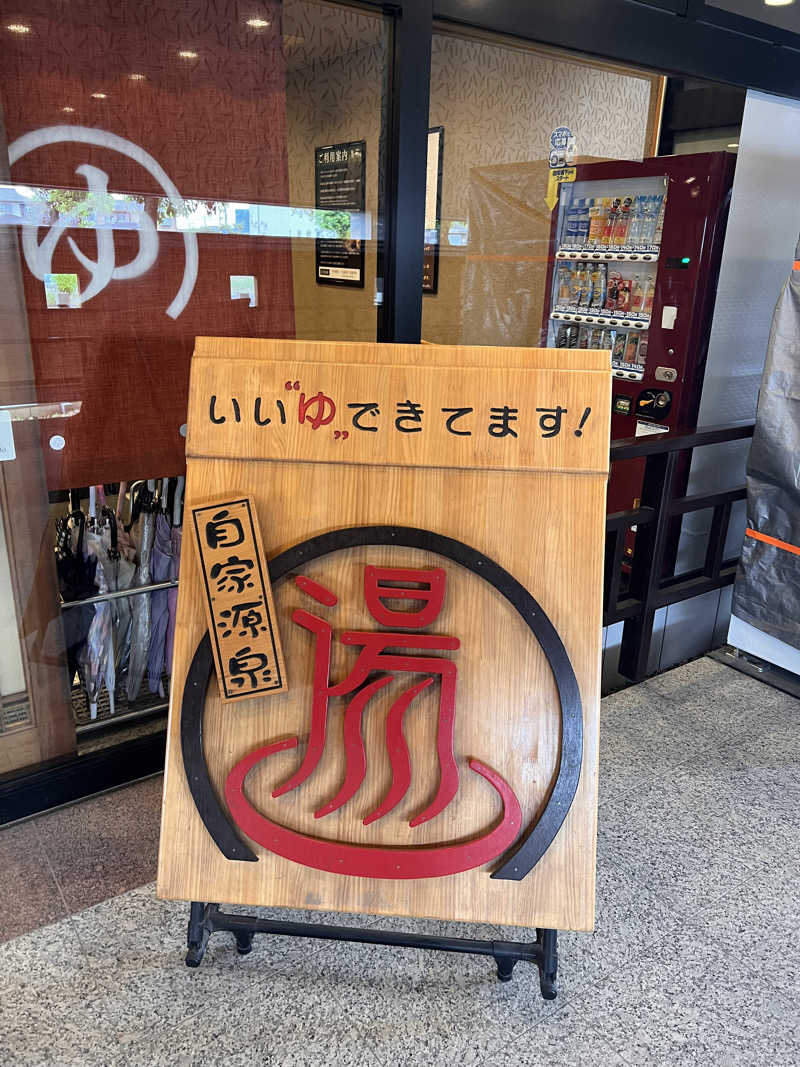 ゆ
ご利用案内
いい“ゆ„できてます!
自家源泉
湯